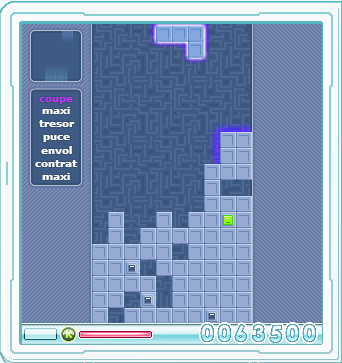 coupe
maxi
tresor
puce
envol
contrat
maxi
0063500